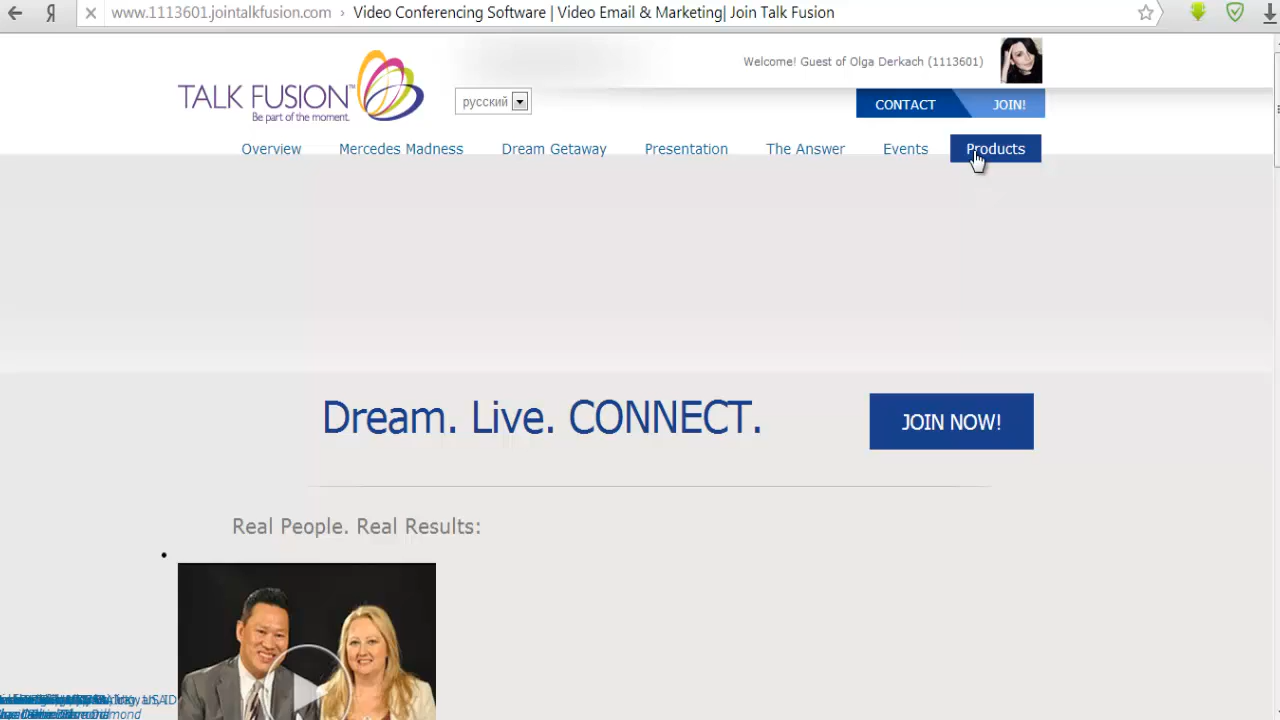 Я
www.1113601.jointalkfusion.com › Video Conferencing Software | Video Email & Marketing| Join Talk Fusion
Welcome! Guest of Olga Derkach (1113601)
TALK FUSION™
Be part of the moment.
русский
CONTACT
JOIN!
Overview
Mercedes Madness
Dream Getaway
Presentation
The Answer
Events
Products
Dream. Live. CONNECT.
JOIN NOW!
Real People. Real Results: